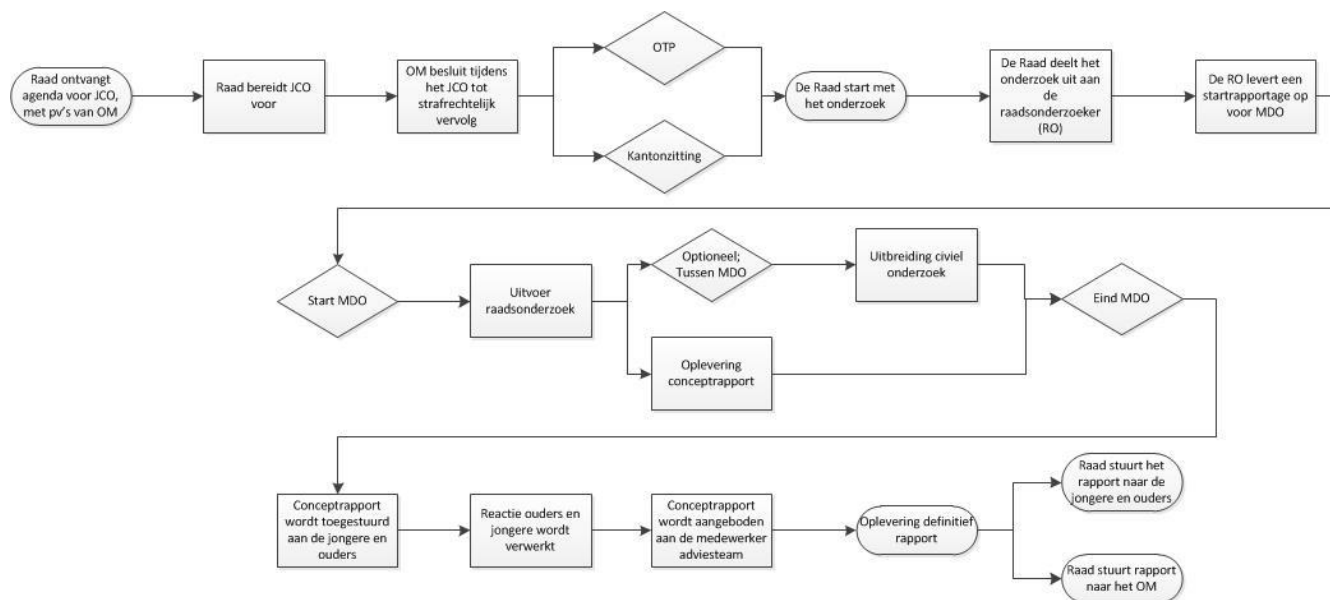 Raad ontvangt
agenda voor JCO,
met pv's van OM
Raad bereidt JCO
voor
OM besluit tijdens
het JCO tot
strafrechtelijk
vervolg
OTP
Kantonzitting
De Raad start met
het onderzoek
De Raad deelt het
onderzoek uit aan
de
raadsonderzoeker
(RO)
De RO levert een
startrapportage op
voor MDO
Start MDO
Uitvoer
raadsonderzoek
Optioneel;
Tussen MDO
Uitbreiding civiel
onderzoek
Oplevering
conceptrapport
Eind MDO
Conceptrapport
wordt toegestuurd
aan de jongere en
ouders
Reactie ouders en
jongere wordt
verwerkt
Conceptrapport
wordt aangeboden
aan de medewerker
adviesteam
Oplevering definitief
rapport
Raad stuurt het
rapport naar de
jongere en ouders
Raad stuurt rapport
naar het OM